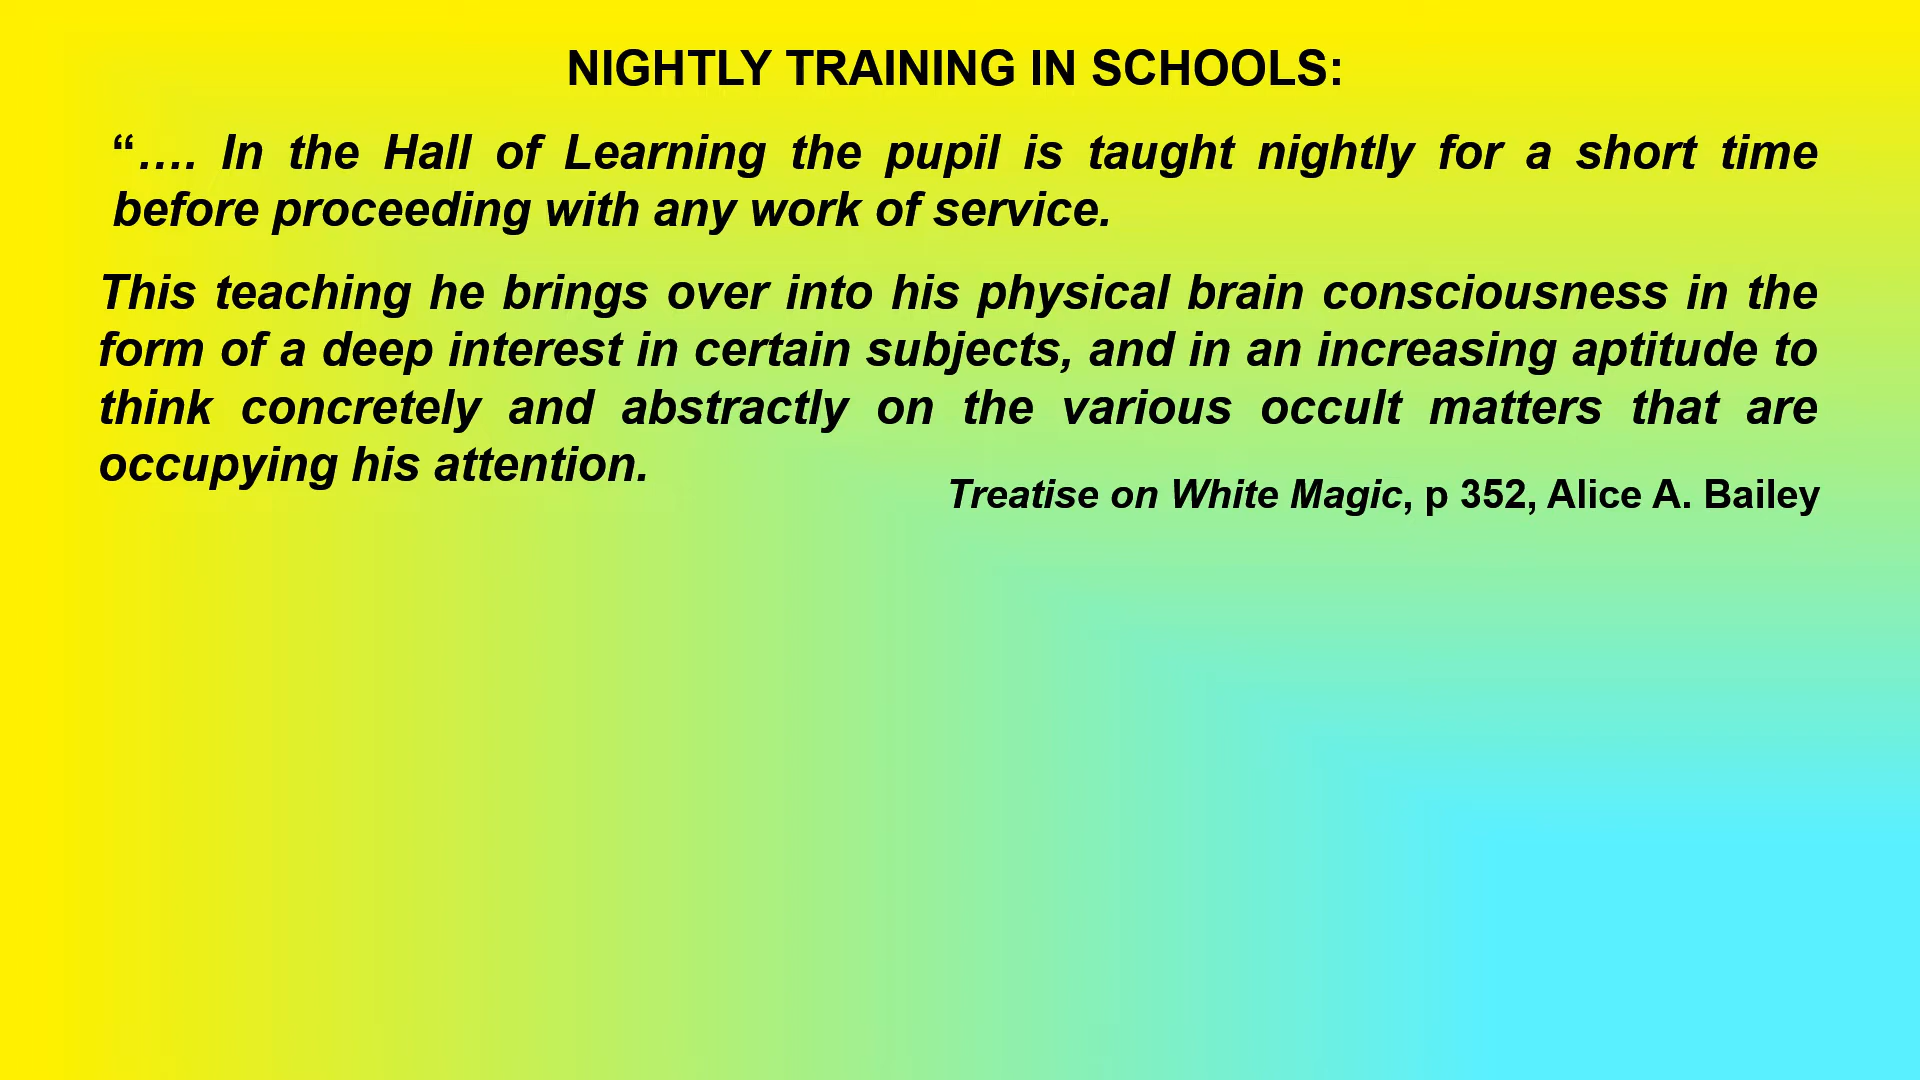 NIGHTLY TRAINING IN SCHOOLS:
“…. In the Hall of Learning the pupil is taught nightly for a short time
before proceeding with any work of service.
This teaching he brings over into his physical brain consciousness in the
form of a deep interest in certain subjects, and in an increasing aptitude to
think concretely and abstractly on the various occult matters that are
occupying his attention.
Treatise on White Magic, p 352, Alice A. Bailey